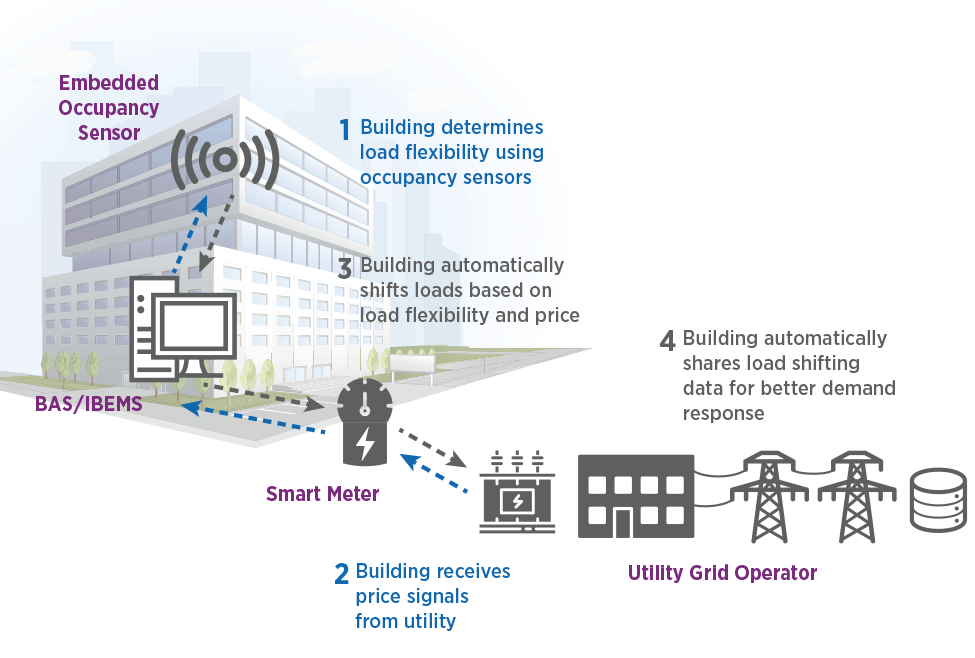 Embedded
Occupancy
Sensor
1 Building determines
load flexibility using
occupancy sensors
3 Building automatically
shifts loads based on
load flexibility and price
4 Building automatically
shares load shifting
data for better demand
response
BAS/IBEMS
Smart Meter
2 Building receives
price signals
from utility
Utility Grid Operator